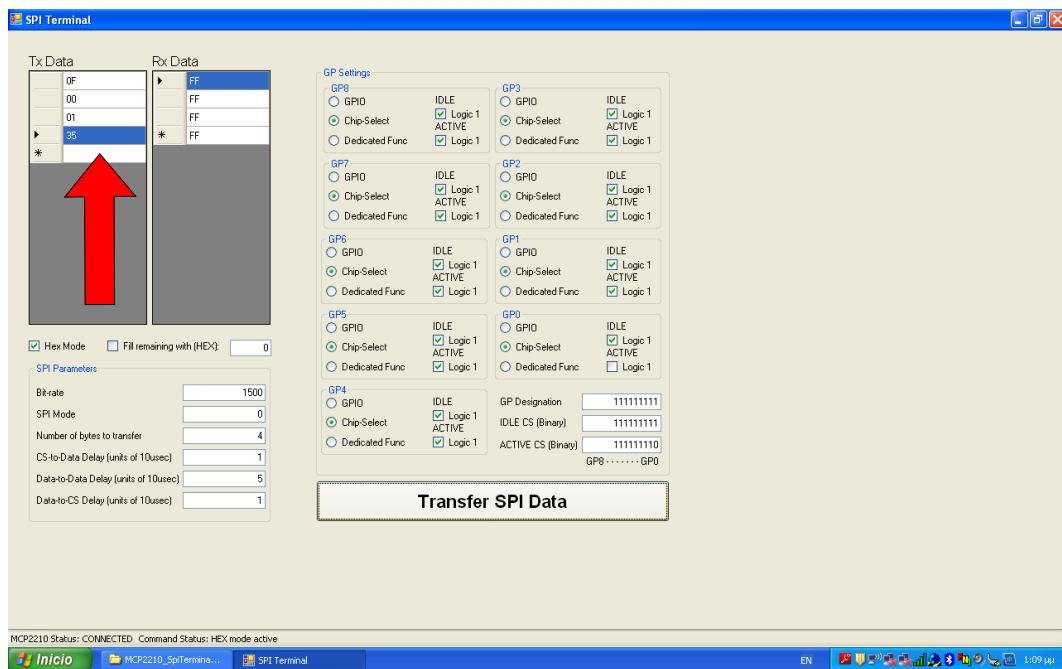 SPI Terminal
Tx Data
Rx Data
0F
00
01
35
FF
FF
FF
FF
Hex Mode
Fill remaining with (HEX):
0
SPI Parameters
Bit-rate 1500
SPI Mode 0
Number of bytes to transfer 4
CS-to-Data Delay (units of 10usec) 1
Data-to-Data Delay (units of 10usec) 5
Data-to-CS Delay (units of 10usec) 1
GP Settings
GP8
GPIO IDLE
Logic 1
Chip-Select ACTIVE
Dedicated Func Logic 1
GP3
GPIO IDLE
Logic 1
Chip-Select ACTIVE
Dedicated Func Logic 1
GP7
GPIO IDLE
Logic 1
Chip-Select ACTIVE
Dedicated Func Logic 1
GP2
GPIO IDLE
Logic 1
Chip-Select ACTIVE
Dedicated Func Logic 1
GP6
GPIO IDLE
Logic 1
Chip-Select ACTIVE
Dedicated Func Logic 1
GP1
GPIO IDLE
Logic 1
Chip-Select ACTIVE
Dedicated Func Logic 1
GP5
GPIO IDLE
Logic 1
Chip-Select ACTIVE
Dedicated Func Logic 1
GP0
GPIO IDLE
Logic 1
Chip-Select ACTIVE
Dedicated Func Logic 1
GP4
GPIO IDLE
Logic 1
Chip-Select ACTIVE
Dedicated Func Logic 1
GP Designation 111111111
IDLE CS (Binary) 111111111
ACTIVE CS (Binary) 111111110
GP8 - - - - - - - GP0
Transfer SPI Data
MCP2210 Status: CONNECTED Command Status: HEX mode active
Inicio
MCP2210_SpiTermina...
SPI Terminal
EN
1:09 μμ